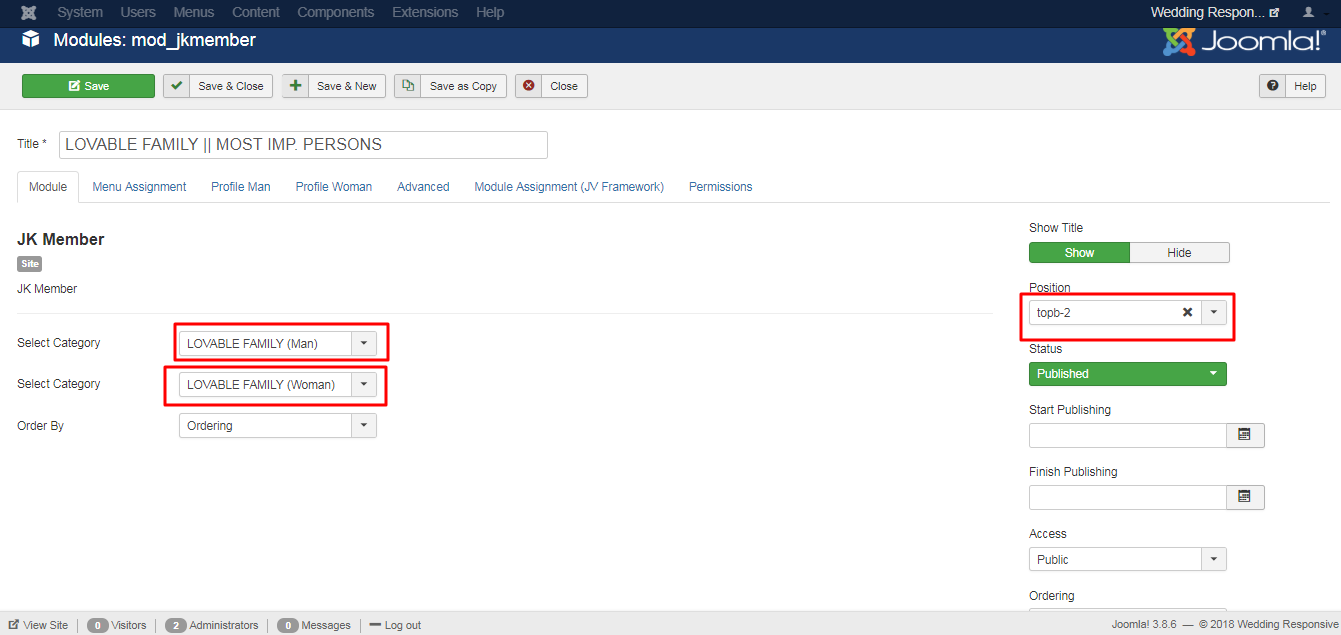 System Users Menus Content Components Extensions Help Wedding Respon...
Modules: mod_jkmember Joomla!®
Save Save & Close Save & New Save as Copy Close Help
Title * LOVABLE FAMILY || MOST IMP. PERSONS
Module Menu Assignment Profile Man Profile Woman Advanced Module Assignment (JV Framework) Permissions
JK Member
Site
JK Member
Select Category LOVABLE FAMILY (Man)
Select Category LOVABLE FAMILY (Woman)
Order By Ordering
Show Title
Show Hide
Position
topb-2
Status
Published
Start Publishing
Finish Publishing
Access
Public
Ordering
View Site 0 Visitors 2 Administrators 0 Messages Log out Joomla! 3.8.6 — © 2018 Wedding Responsive